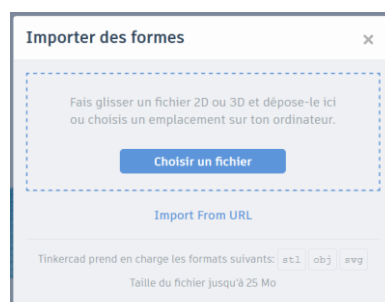 Importer des formes
×
Fais glisser un fichier 2D ou 3D et dépose-le ici
ou choisis un emplacement sur ton ordinateur.
Choisir un fichier
Import From URL
Tinkercad prend en charge les formats suivants: stl obj svg
Taille du fichier jusqu'à 25 Mo